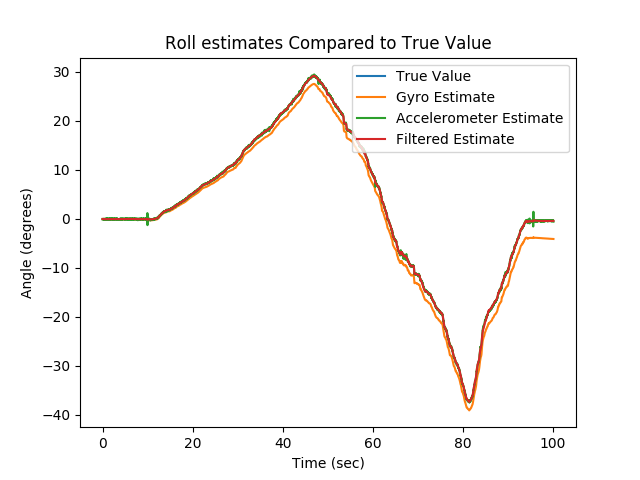 Roll estimates Compared to True Value
True Value
Gyro Estimate
Accelerometer Estimate
Filtered Estimate
30
20
10
0
−10
−20
−30
−40
Angle (degrees)
0 20 40 60 80 100
Time (sec)